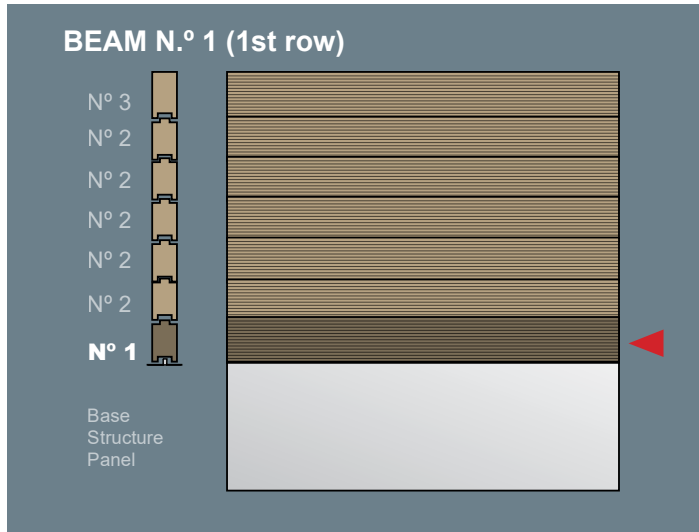 BEAM N.º 1 (1st row)
Nº 3
Nº 2
Nº 2
Nº 2
Nº 2
Nº 2
Nº 1
Base
Structure
Panel